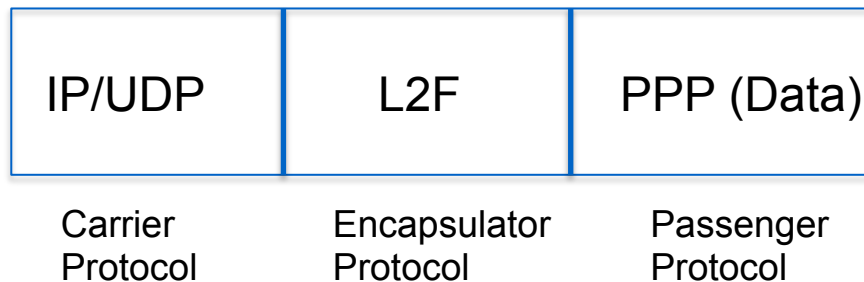 IP/UDP L2F PPP (Data)
Carrier Encapsulator Passenger
Protocol Protocol Protocol